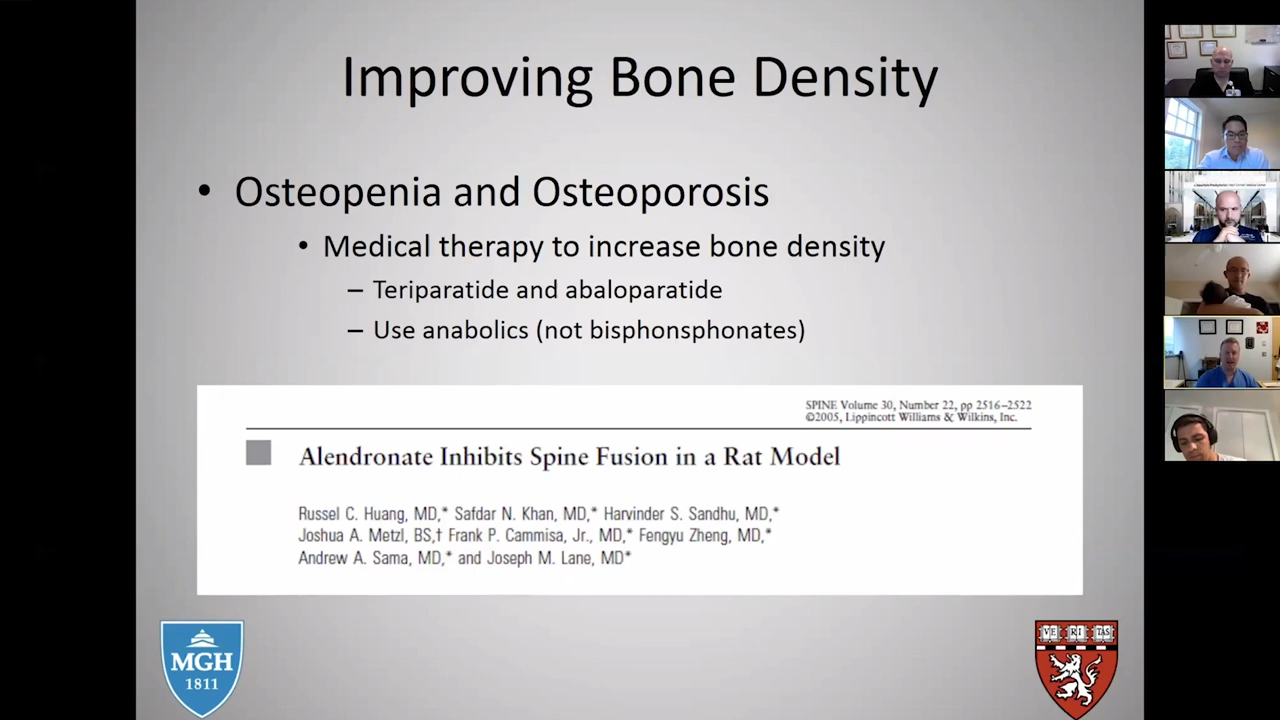 Improving Bone Density
• Osteopenia and Osteoporosis
• Medical therapy to increase bone density
– Teriparatide and abaloparatide
– Use anabolics (not bisphonsphonates)
SPINE Volume 30, Number 22, pp 2516–2522
©2005, Lippincott Williams & Wilkins, Inc.
Alendronate Inhibits Spine Fusion in a Rat Model
Russel C. Huang, MD,* Safdar N. Khan, MD,* Harvinder S. Sandhu, MD,*
Joshua A. Metzl, BS,† Frank P. Cammisa, Jr., MD,* Fengyu Zheng, MD,*
Andrew A. Sama, MD,* and Joseph M. Lane, MD*
MGH
1811
VE RI TAS